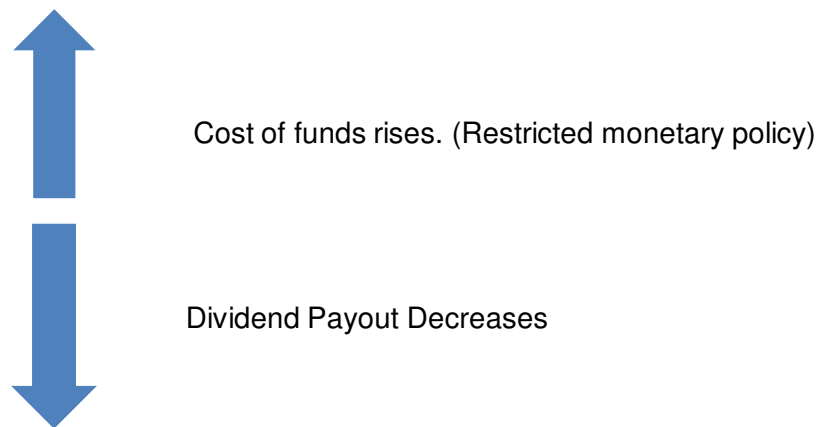 Cost of funds rises. (Restricted monetary policy)
Dividend Payout Decreases